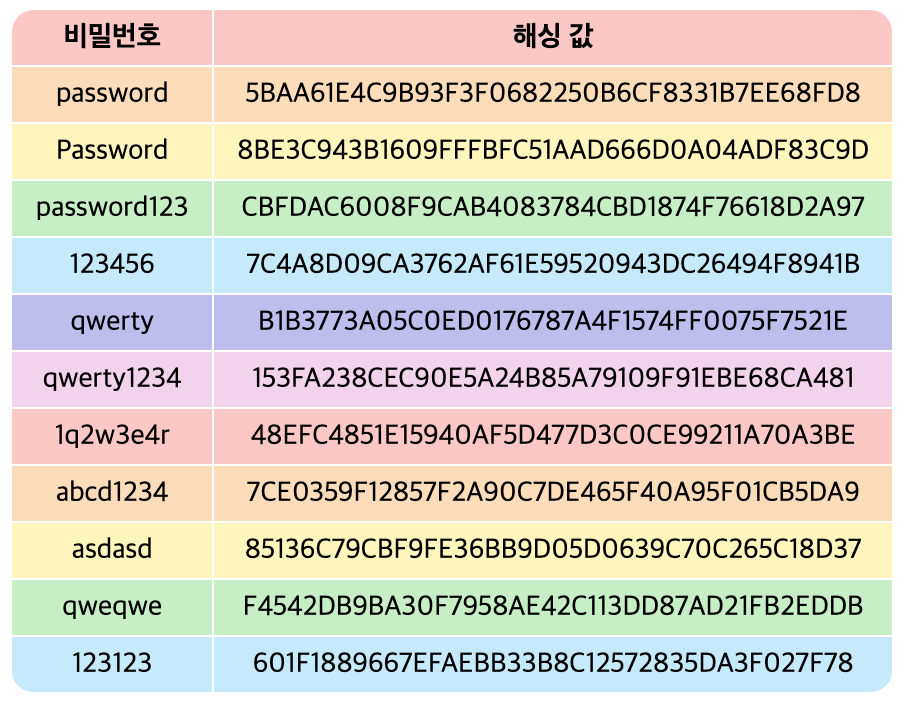 비밀번호 해싱 값
password 5BAA61E4C9B93F3F0682250B6CF8331B7EE68FD8
Password 8BE3C943B1609FFFBFC51AAD666D0A04ADF83C9D
password123 CBFDAC6008F9CAB4083784CBD1874F76618D2A97
123456 7C4A8D09CA3762AF61E59520943DC26494F8941B
qwerty B1B3773A05C0ED0176787A4F1574FF0075F7521E
qwerty1234 153FA238CEC90E5A24B85A79109F91EBE68CA481
1q2w3e4r 48EFC4851E15940AF5D477D3C0CE99211A70A3BE
abcd1234 7CE0359F12857F2A90C7DE465F40A95F01CB5DA9
asdasd 85136C79CBF9FE36BB9D05D0639C70C265C18D37
qweqwe F4542DB9BA30F7958AE42C113DD87AD21FB2EDDB
123123 601F1889667EFAEBB33B8C12572835DA3F027F78